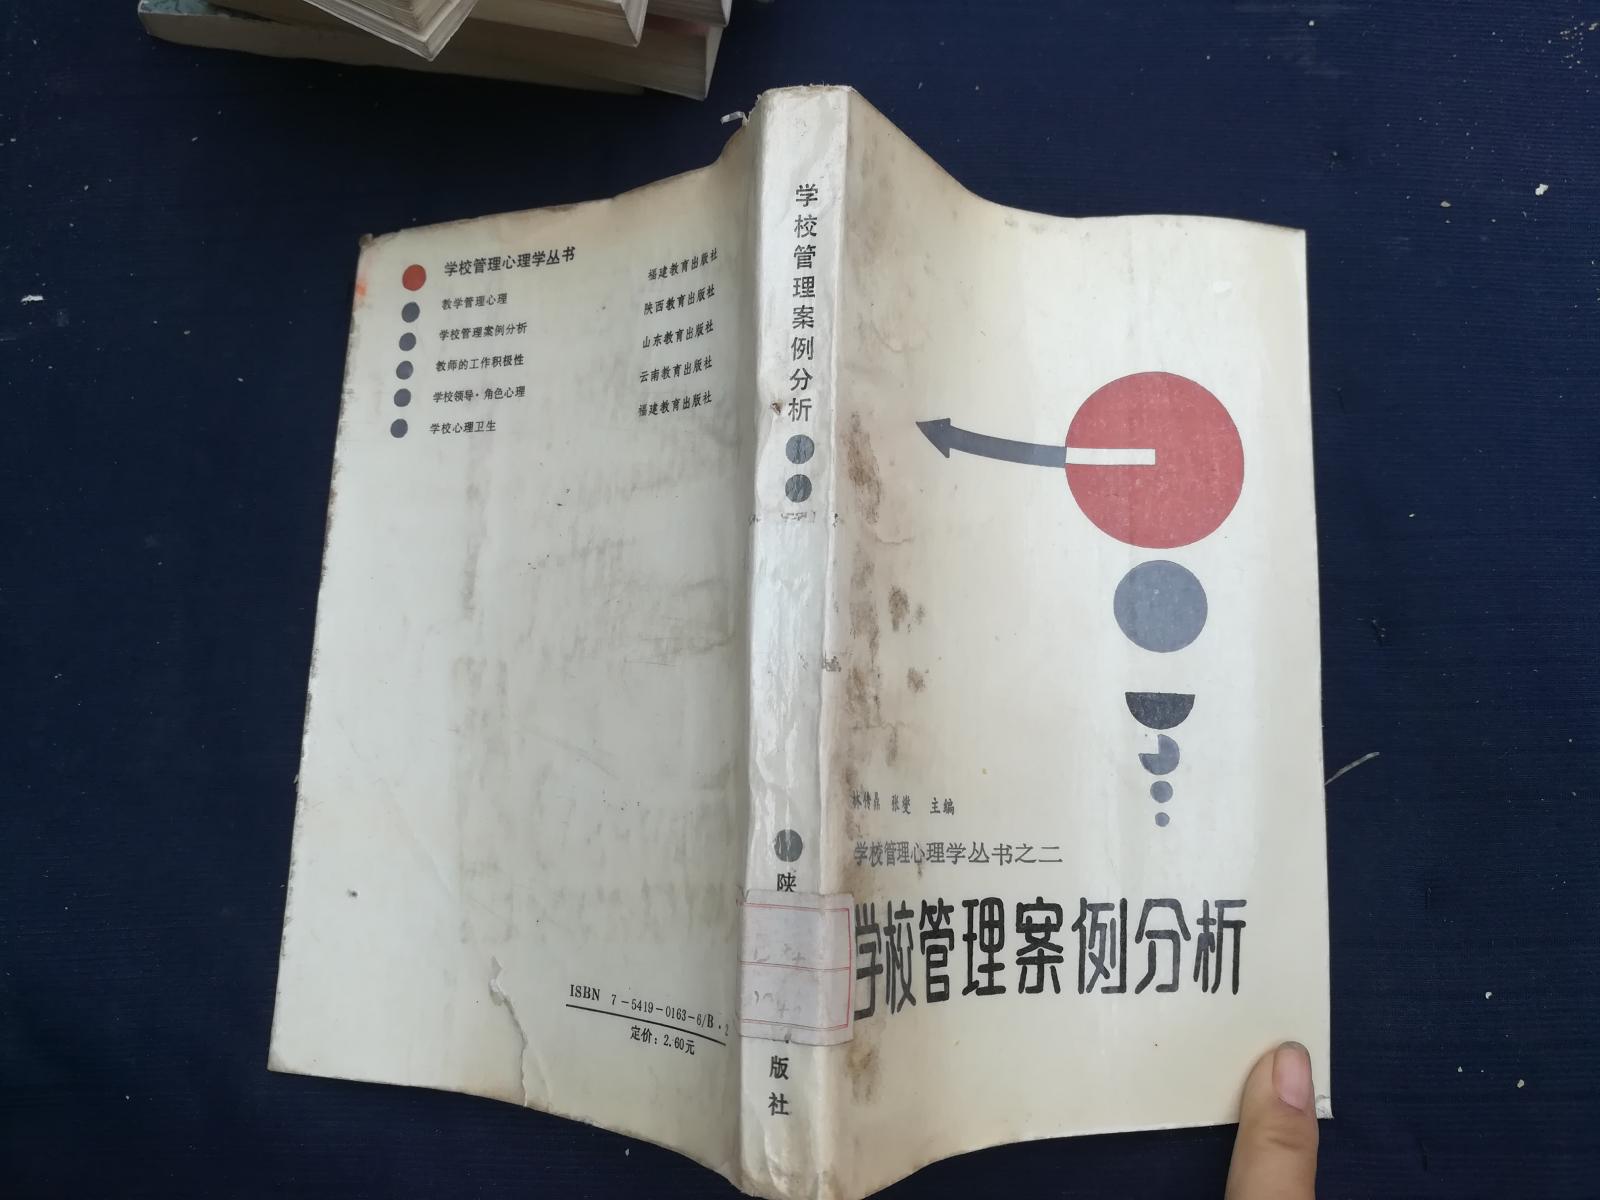 学校管理心理学丛书
教学管理心理 福建教育出版社
学校管理案例分析 陕西教育出版社
教师的工作积极性 山东教育出版社
学校领导·角色心理 云南教育出版社
学校心理卫生 福建教育出版社
ISBN 7-5419-0163-6/B·2
定价：2.60元
学校管理案例分析
陕
版社
林传鼎 张燮 主编
学校管理心理学丛书之二
学校管理案例分析